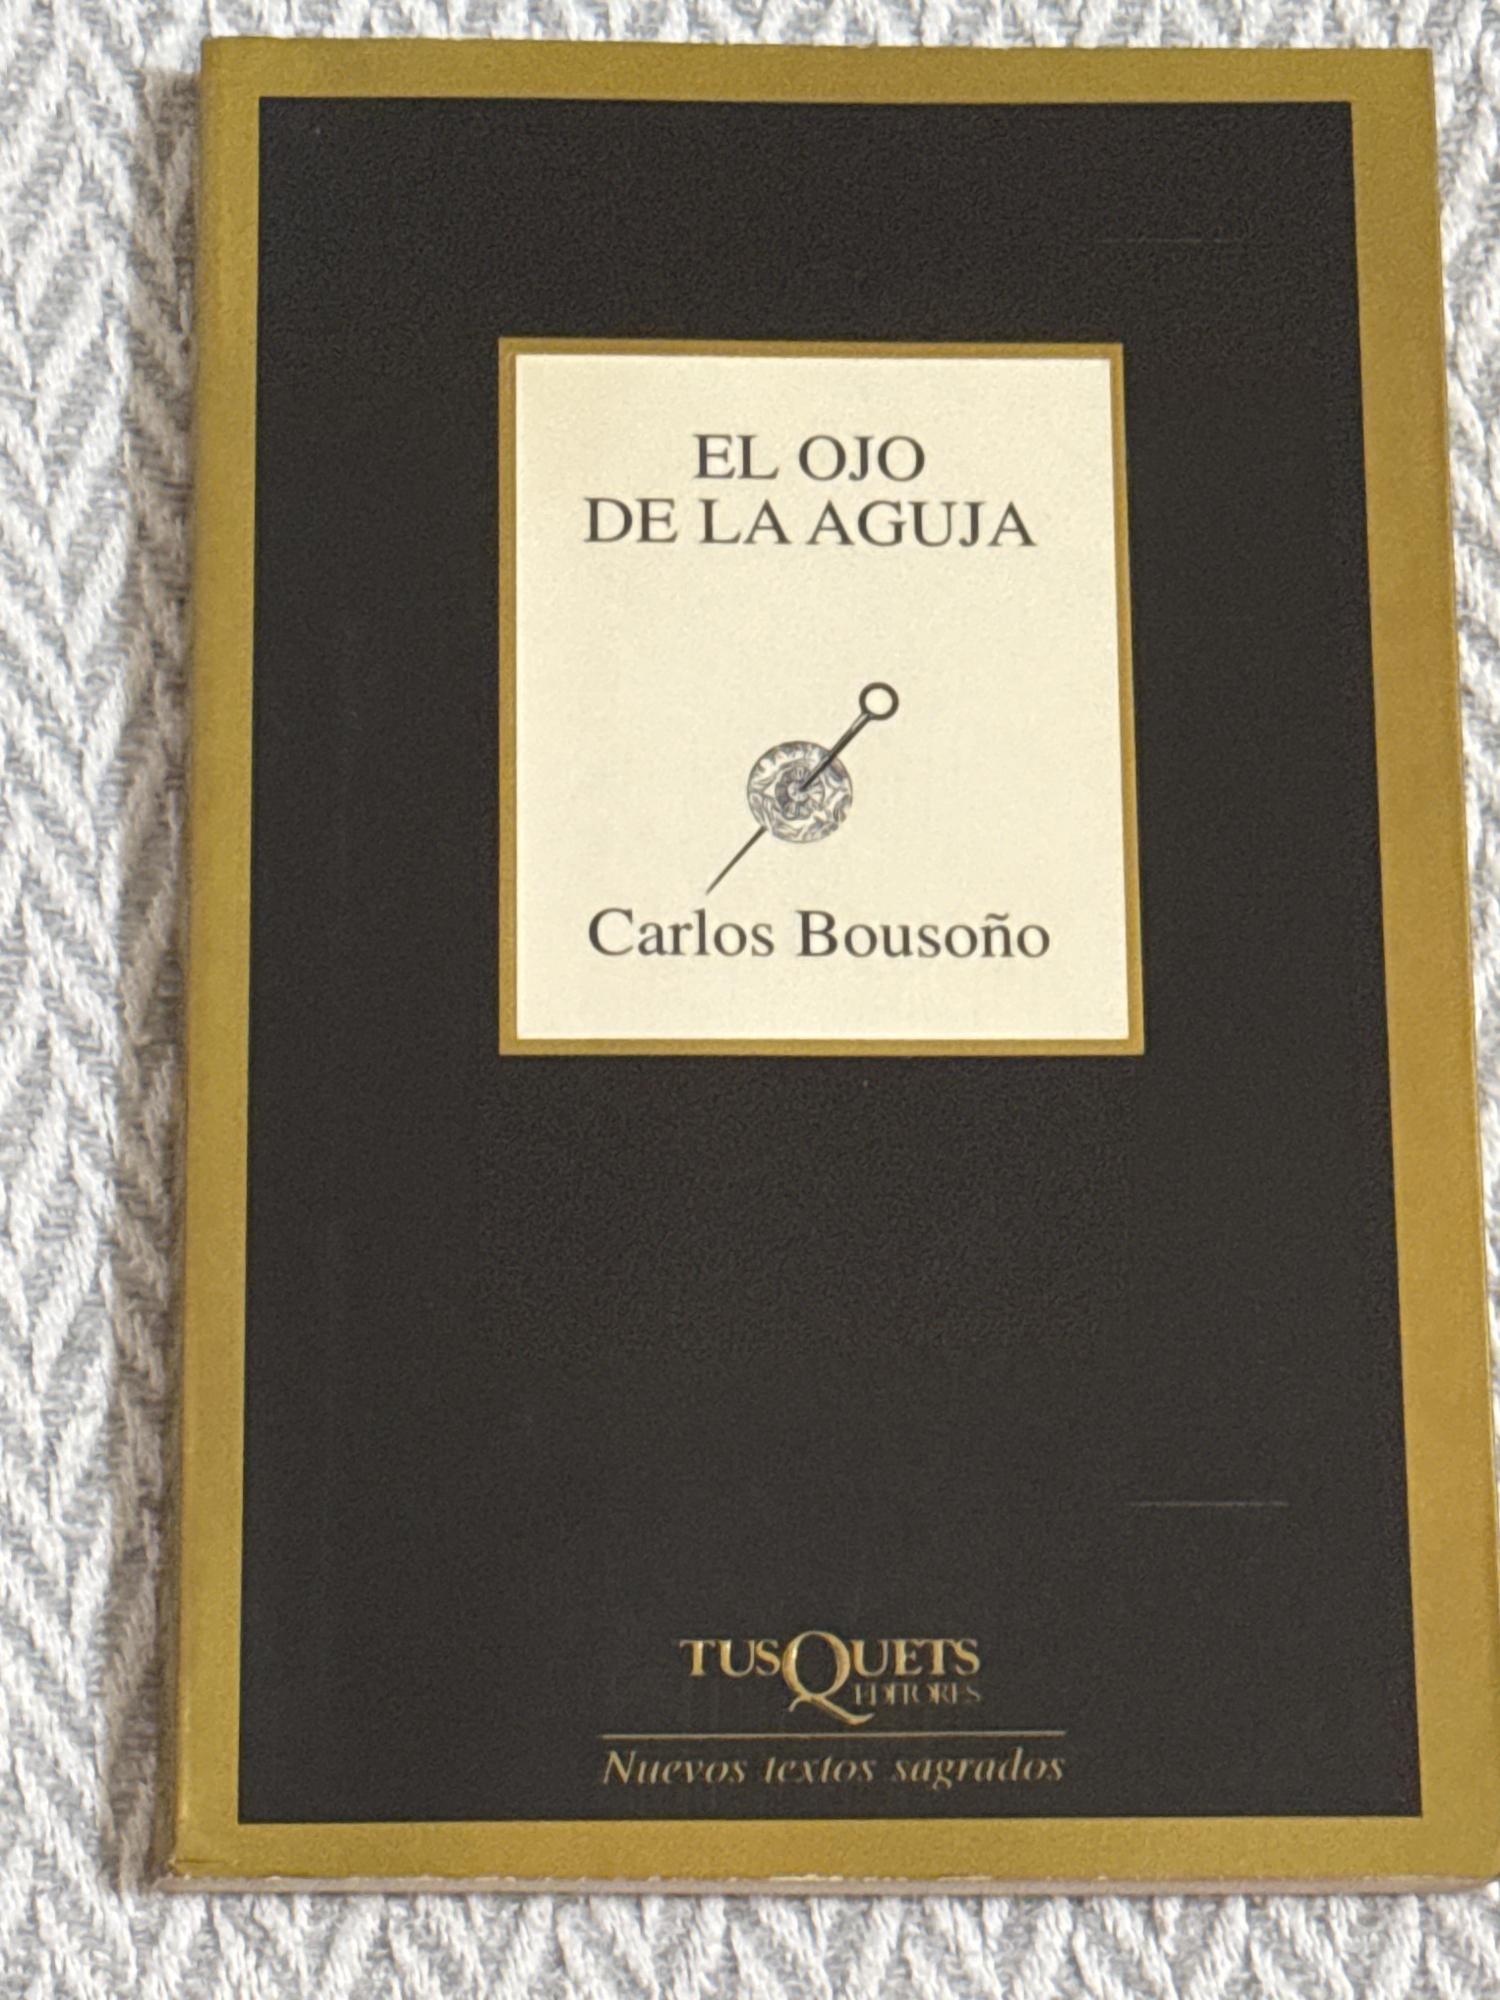 EL OJO
DE LA AGUJA
Carlos Bousoño
TUSQUETS
EDITORES
Nuevos textos sagrados